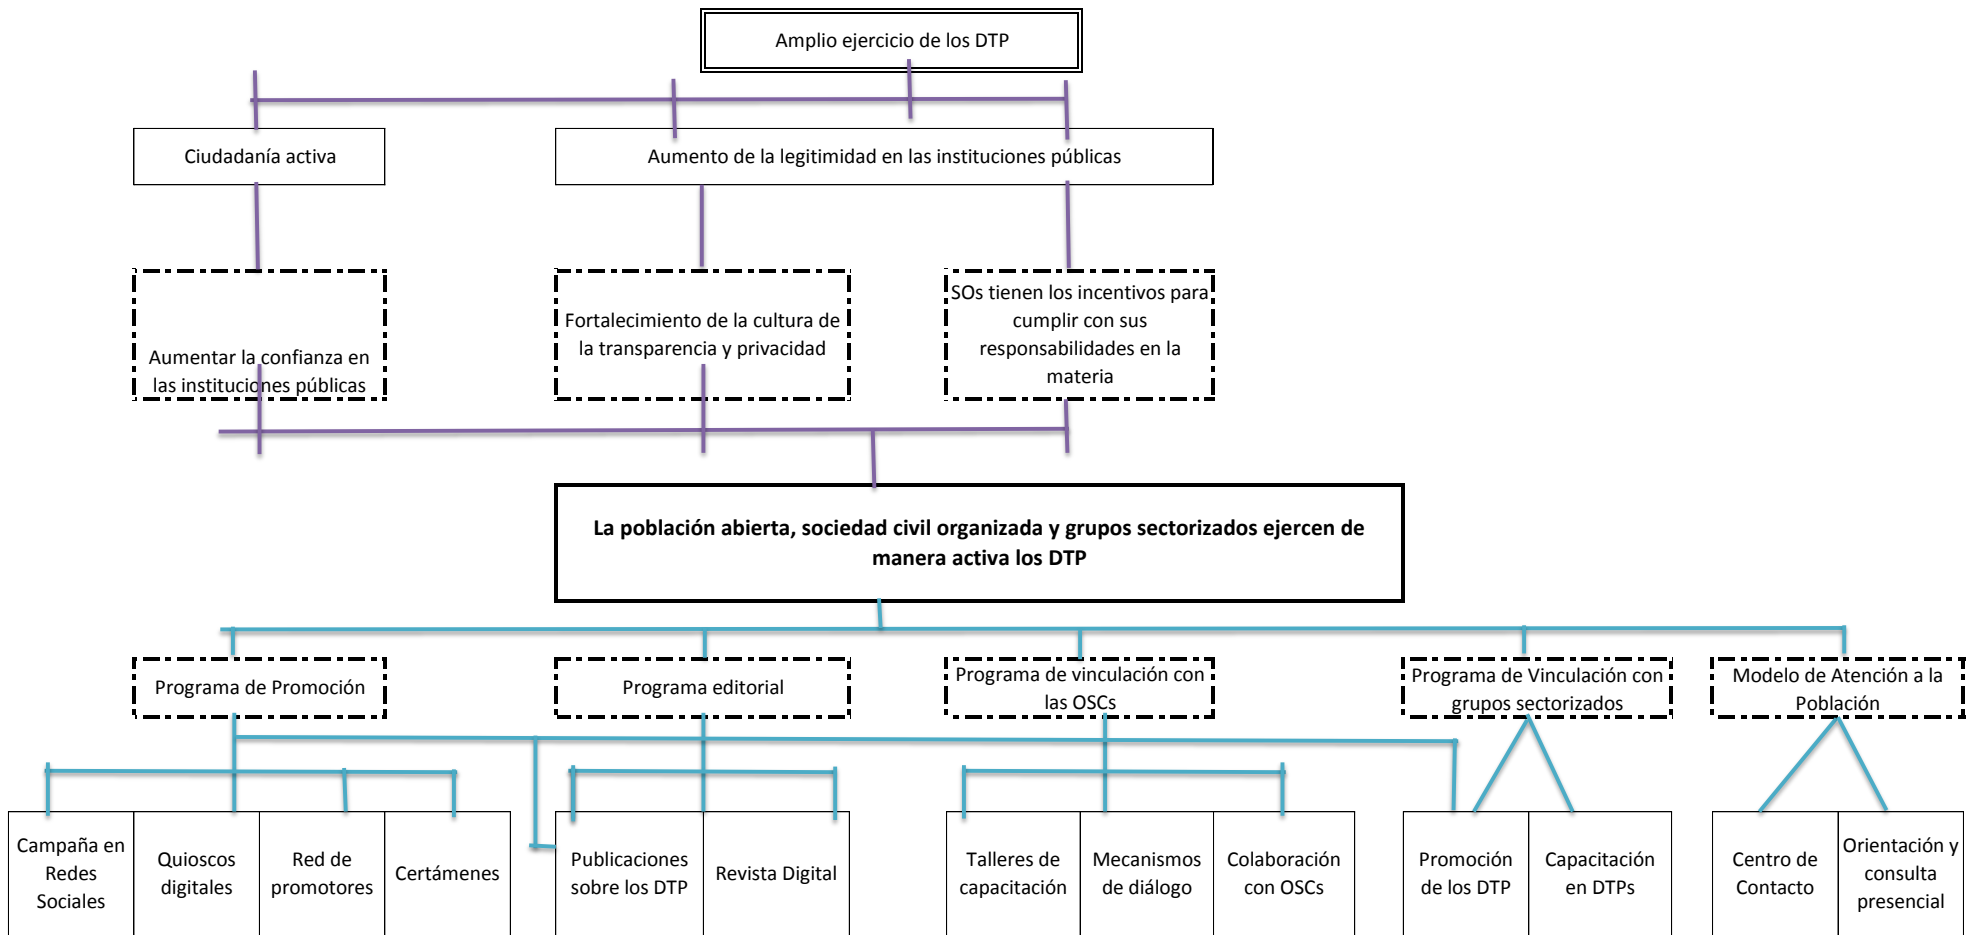 Amplio ejercicio de los DTP
Ciudadanía activa
Aumento de la legitimidad en las instituciones públicas
Aumentar la confianza en
las instituciones públicas
Fortalecimiento de la cultura de
la transparencia y privacidad
SOs tienen los incentivos para
cumplir con sus
responsabilidades en la
materia
La población abierta, sociedad civil organizada y grupos sectorizados ejercen de
manera activa los DTP
Programa de Promoción
Programa editorial
Programa de vinculación con
las OSCs
Programa de Vinculación con
grupos sectorizados
Modelo de Atención a la
Población
Campaña en
Redes
Sociales
Quioscos
digitales
Red de
promotores
Certámenes
Publicaciones
sobre los DTP
Revista Digital
Talleres de
capacitación
Mecanismos
de diálogo
Colaboración
con OSCs
Promoción
de los DTP
Capacitación
en DTPs
Centro de
Contacto
Orientación y
consulta
presencial